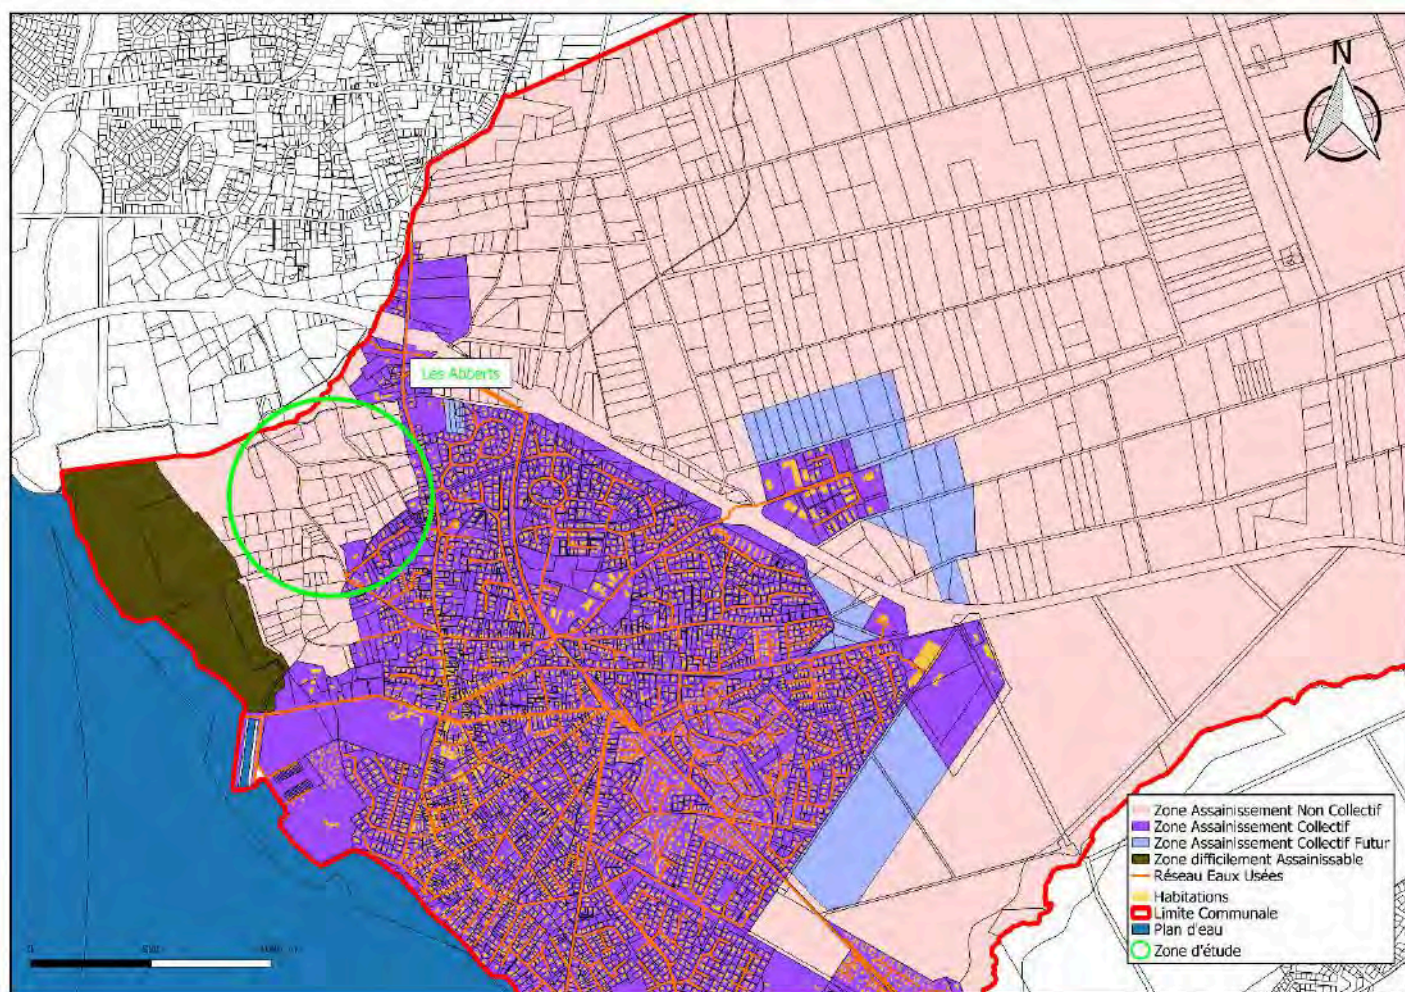 N
Les Abberts
Zone Assainissement Non Collectif
Zone Assainissement Collectif
Zone Assainissement Collectif Futur
Zone difficilement Assainissable
Réseau Eaux Usées
Habitations
Limite Communale
Plan d'eau
Zone d'étude
0